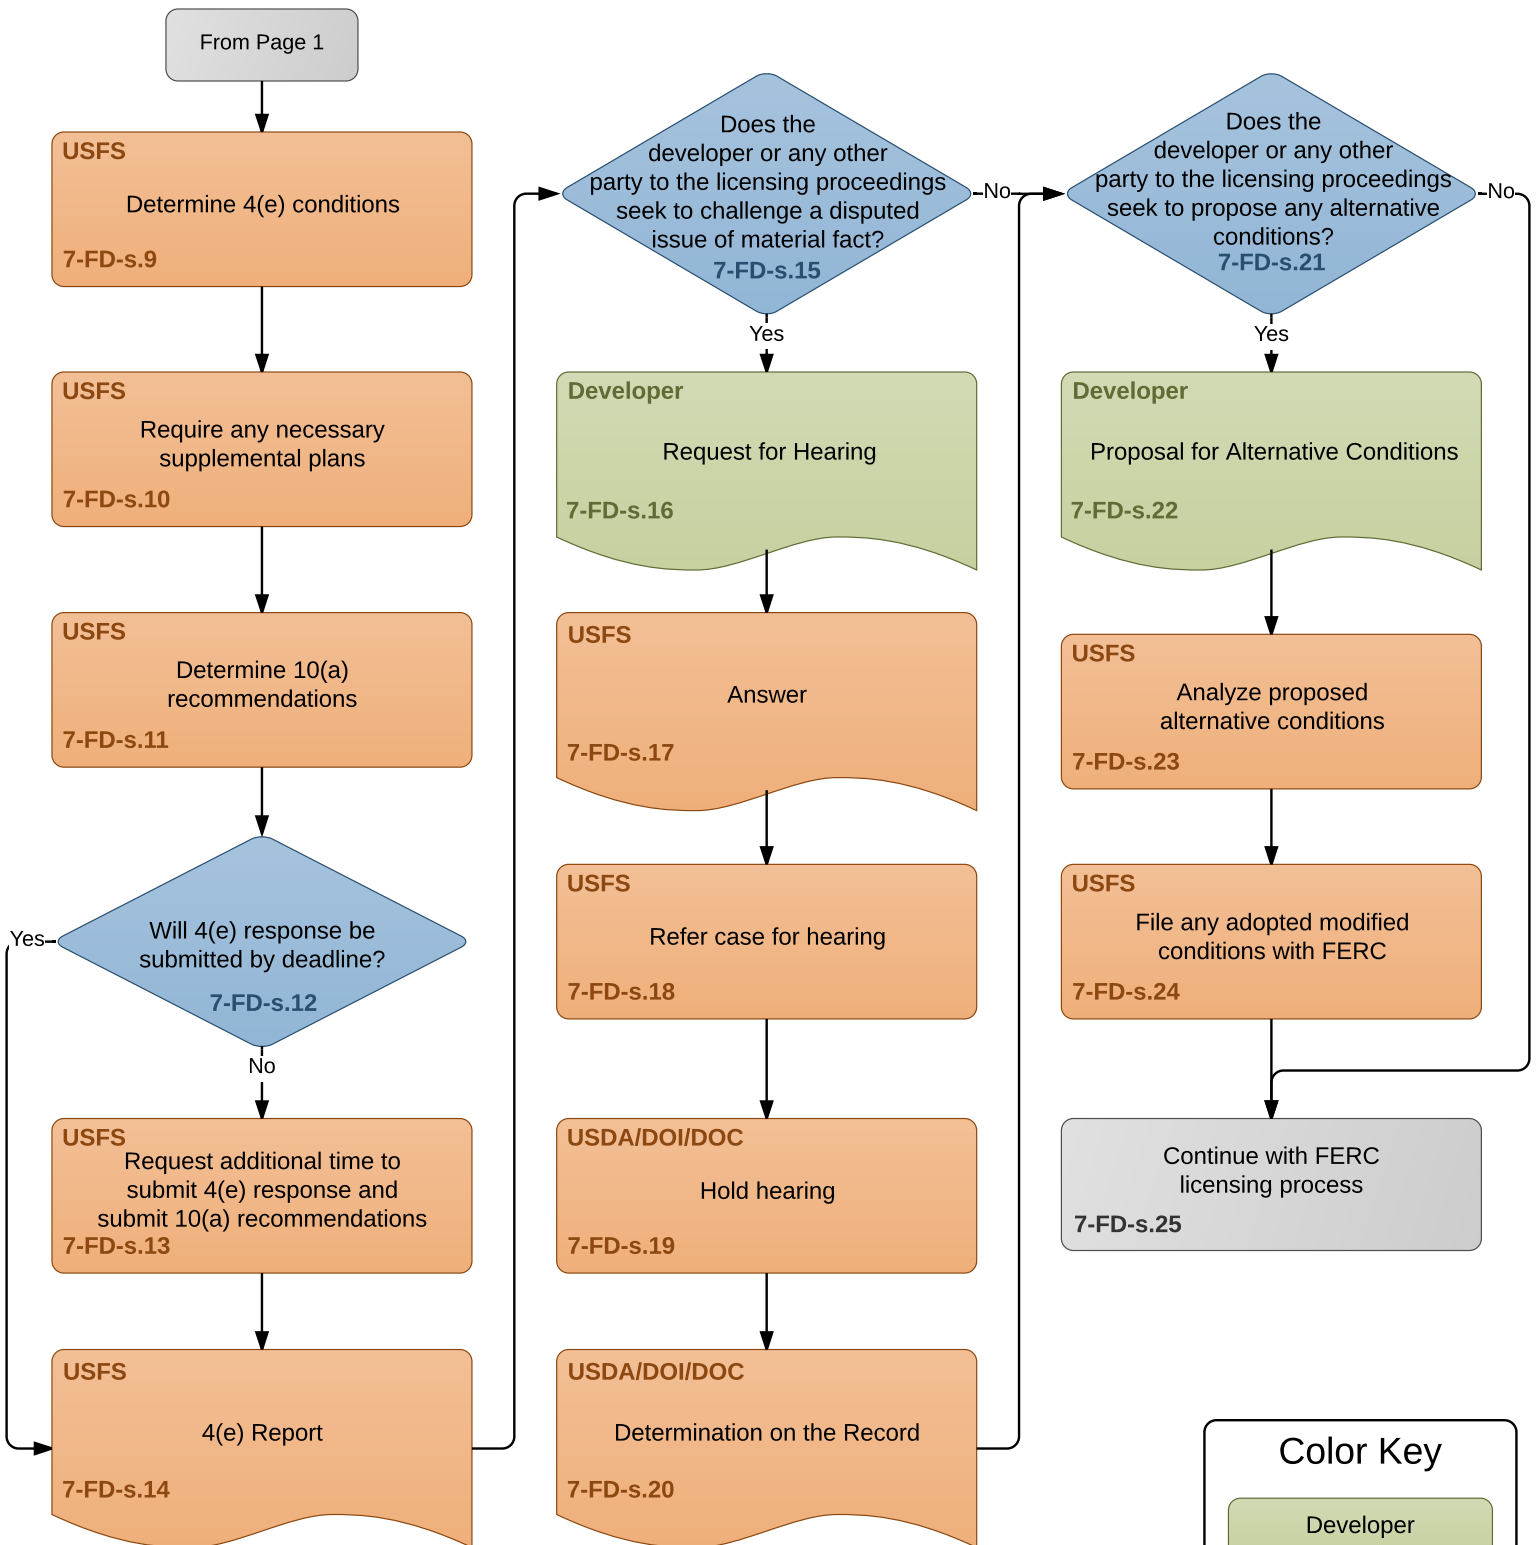 From Page 1
USFS
Determine 4(e) conditions
7-FD-s.9
USFS
Require any necessary
supplemental plans
7-FD-s.10
USFS
Determine 10(a)
recommendations
7-FD-s.11
Will 4(e) response be
submitted by deadline?
7-FD-s.12
Yes
No
USFS
Request additional time to
submit 4(e) response and
submit 10(a) recommendations
7-FD-s.13
USFS
4(e) Report
7-FD-s.14
Does the
developer or any other
party to the licensing proceedings
seek to challenge a disputed
issue of material fact?
7-FD-s.15
No
Yes
Developer
Request for Hearing
7-FD-s.16
USFS
Answer
7-FD-s.17
USFS
Refer case for hearing
7-FD-s.18
USDA/DOI/DOC
Hold hearing
7-FD-s.19
USDA/DOI/DOC
Determination on the Record
7-FD-s.20
Does the
developer or any other
party to the licensing proceedings
seek to propose any alternative
conditions?
7-FD-s.21
No
Yes
Developer
Proposal for Alternative Conditions
7-FD-s.22
USFS
Analyze proposed
alternative conditions
7-FD-s.23
USFS
File any adopted modified
conditions with FERC
7-FD-s.24
Continue with FERC
licensing process
7-FD-s.25
Color Key
Developer